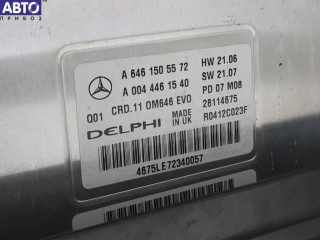 АВТО
ПРИВОЗ
A 646 150 55 72 HW 21.06
A 004 446 15 40 SW 21.07
001 CRD.11 OM646 EVO PD 07 M08
DELPHI MADE IN UK 28114675
R0412C023F
4675LE72340057